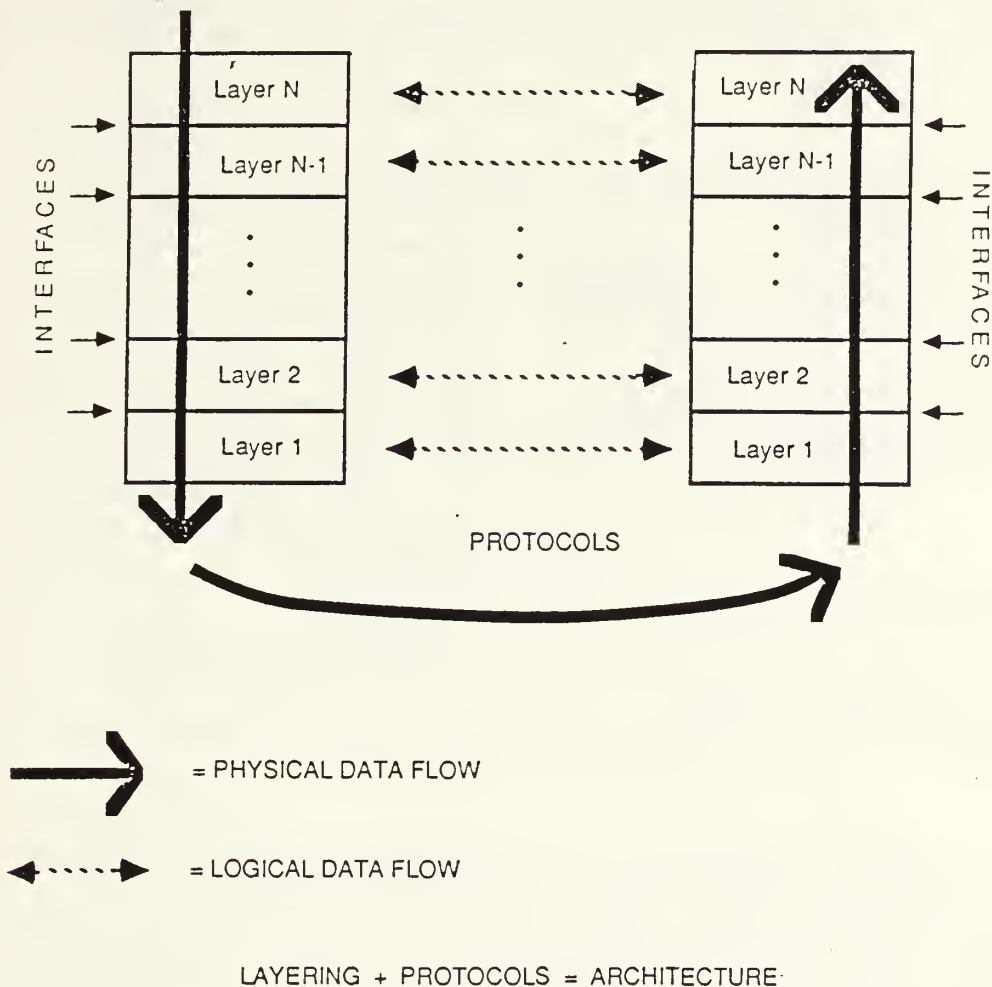 Layer N
Layer N
Layer N-1
Layer N-1
INTERFACES
INTERFACES
Layer 2
Layer 2
Layer 1
Layer 1
PROTOCOLS
= PHYSICAL DATA FLOW
= LOGICAL DATA FLOW
LAYERING + PROTOCOLS = ARCHITECTURE